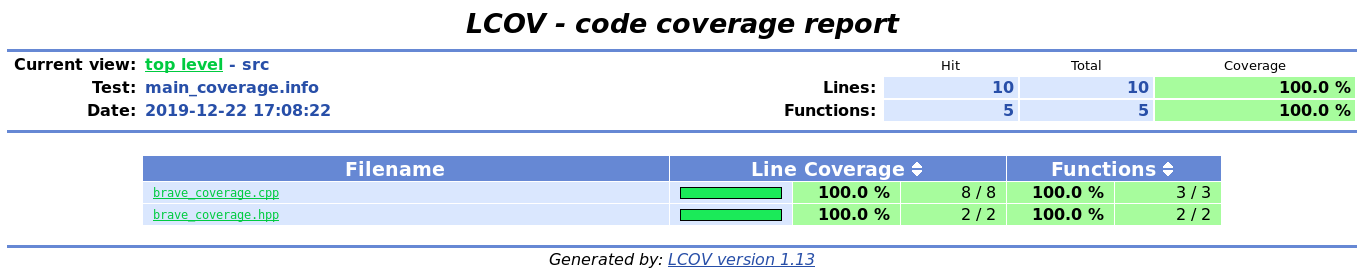 LCOV - code coverage report
Current view: top level - src
Hit Total Coverage
Test: main_coverage.info Lines: 10 10 100.0 %
Date: 2019-12-22 17:08:22 Functions: 5 5 100.0 %
Filename Line Coverage Functions
brave_coverage.cpp 100.0 % 8 / 8 100.0 % 3 / 3
brave_coverage.hpp 100.0 % 2 / 2 100.0 % 2 / 2
Generated by: LCOV version 1.13